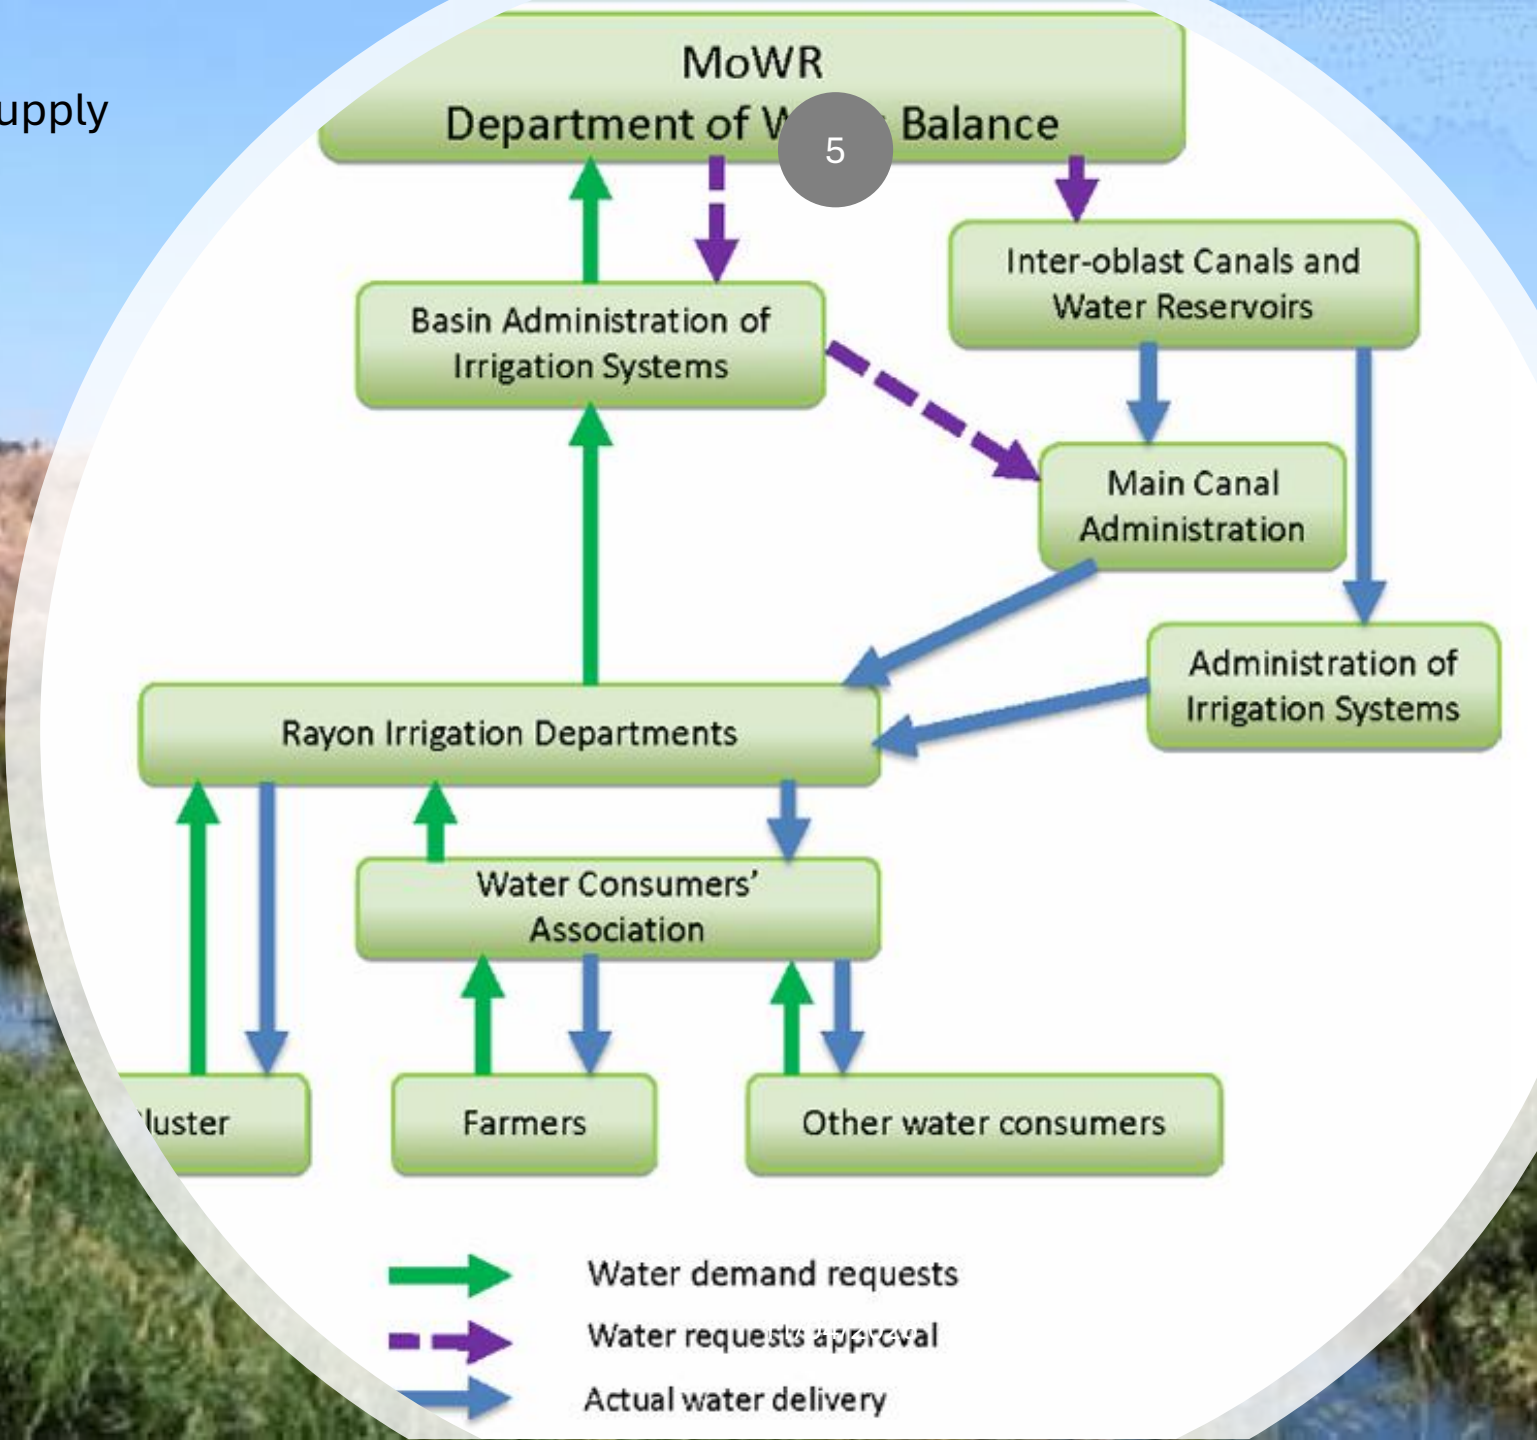 upply
MoWR
Department of Balance
5
Inter-oblast Canals and
Water Reservoirs
Basin Administration of
Irrigation Systems
Main Canal
Administration
Administration of
Irrigation Systems
Rayon Irrigation Departments
Water Consumers’
Association
luster
Farmers
Other water consumers
Water demand requests
Water requests approval
Actual water delivery